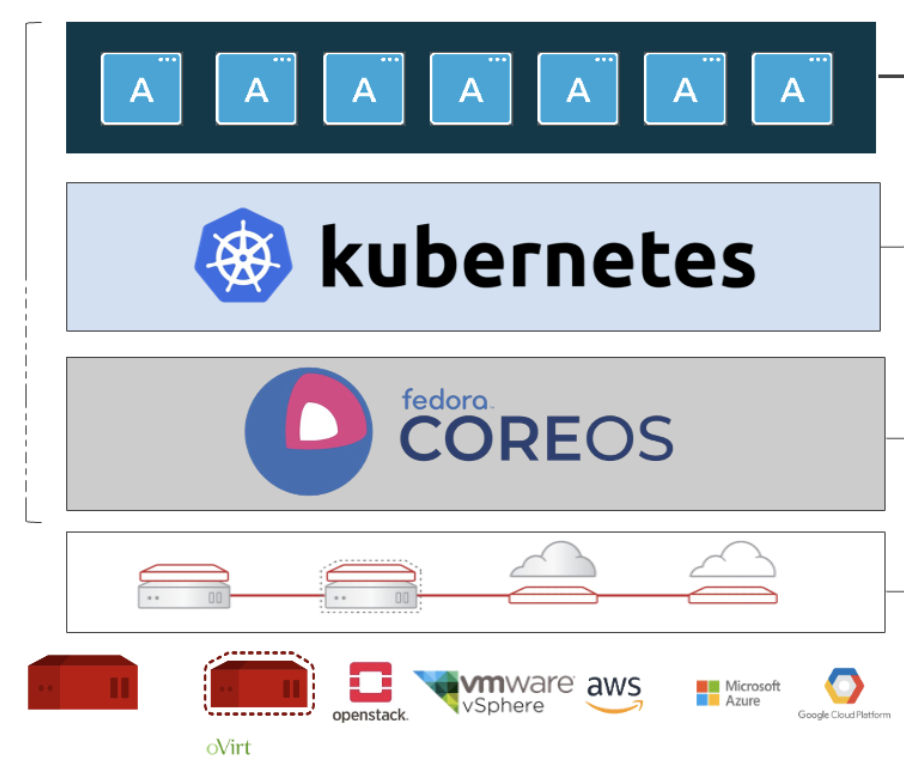 A A A A A A A
kubernetes
fedora.
COREOS
openstack.
vmware
vSphere
aws
Microsoft
Azure
Google Cloud Platform
oVirt